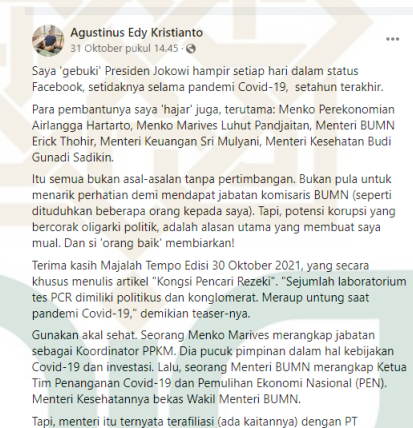 Agustinus Edy Kristianto
31 Oktober pukul 14.45 ·
Saya 'gebuki' Presiden Jokowi hampir setiap hari dalam status
Facebook, setidaknya selama pandemi Covid-19, setahun terakhir.
Para pembantunya saya 'hajar' juga, terutama: Menko Perekonomian
Airlangga Hartarto, Menko Marives Luhut Pandjaitan, Menteri BUMN
Erick Thohir, Menteri Keuangan Sri Mulyani, Menteri Kesehatan Budi
Gunadi Sadikin.
Itu semua bukan asal-asalan tanpa pertimbangan. Bukan pula untuk
menarik perhatian demi mendapat jabatan komisaris BUMN (seperti
dituduhkan beberapa orang kepada saya). Tapi, potensi korupsi yang
bercorak oligarki politik, adalah alasan utama yang membuat saya
mual. Dan si 'orang baik' membiarkan!
Terima kasih Majalah Tempo Edisi 30 Oktober 2021, yang secara
khusus menulis artikel "Kongsi Pencari Rezeki". "Sejumlah laboratorium
tes PCR dimiliki politikus dan konglomerat. Meraup untung saat
pandemi Covid-19," demikian teaser-nya.
Gunakan akal sehat. Seorang Menko Marives merangkap jabatan
sebagai Koordinator PPKM. Dia pucuk pimpinan dalam hal kebijakan
Covid-19 dan investasi. Lalu, seorang Menteri BUMN merangkap Ketua
Tim Penanganan Covid-19 dan Pemulihan Ekonomi Nasional (PEN).
Menteri Kesehatannya bekas Wakil Menteri BUMN.
Tapi, menteri itu ternyata terafiliasi (ada kaitannya) dengan PT